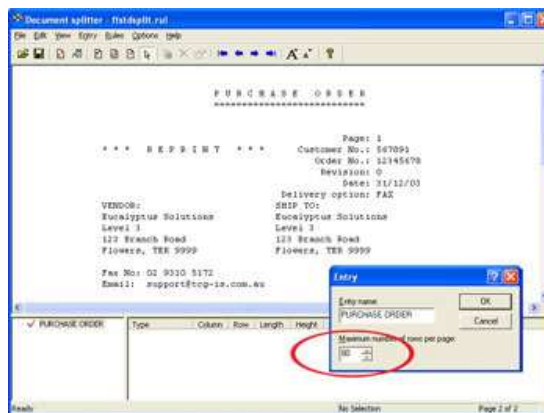 Document splitter - ffstdsplit.rul
File Edit View Entry Rules Options Help
PURCHASE ORDER
Page: 1
* * * REPRINT * * * Customer No.: 567891
Order No.: 12345678
Revision: 0
Date: 31/12/03
Delivery option: FAX
VENDOR: SHIP TO:
Eucalyptus Solutions Eucalyptus Solutions
Level 3 Level 3
123 Branch Road 123 Branch Road
Flowers, TER 9999 Flowers, TER 9999
Fax No: 02 9310 5172
Email: support@tcg-is.com.au
Entry
Entry name:
PURCHASE ORDER
OK
Cancel
Maximum number of rows per page:
PURCHASE ORDER
Type Column Row Length Height
Ready No Selection Page 2 of 2